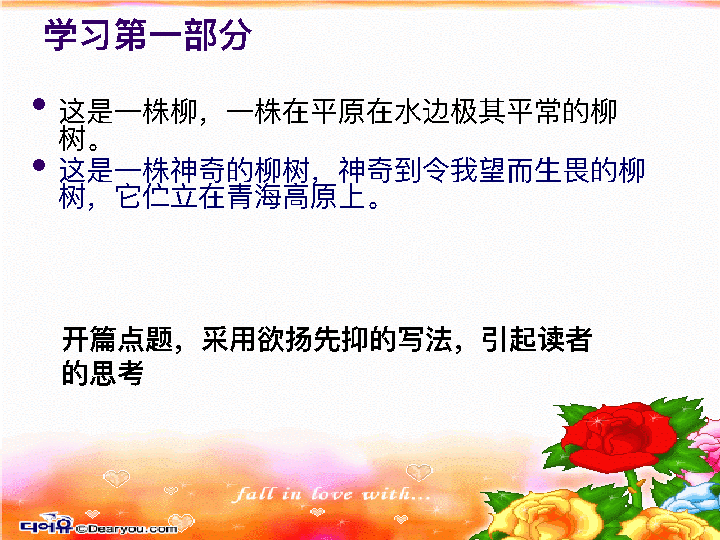 学习第一部分
这是一株柳，一株在平原在水边极其平常的柳
树。
这是一株神奇的柳树，神奇到令我望而生畏的柳
树，它伫立在青海高原上。
开篇点题，采用欲扬先抑的写法，引起读者
的思考
fall in love with...
디어유 ©Dearyou.com